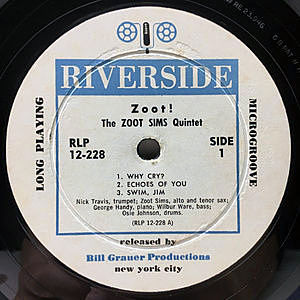 RIVERSIDE
LONG PLAYING
MICROGROOVE
Zoot!
The ZOOT SIMS Quintet
RLP
12-228
SIDE
1
1. WHY CRY?
2. ECHOES OF YOU
3. SWIM, JIM
Nick Travis, trumpet; Zoot Sims, alto and tenor sax;
George Handy, piano; Wilbur Ware, bass;
Osie Johnson, drums.
(RLP 12-228 A)
released by
Bill Grauer Productions
new york city